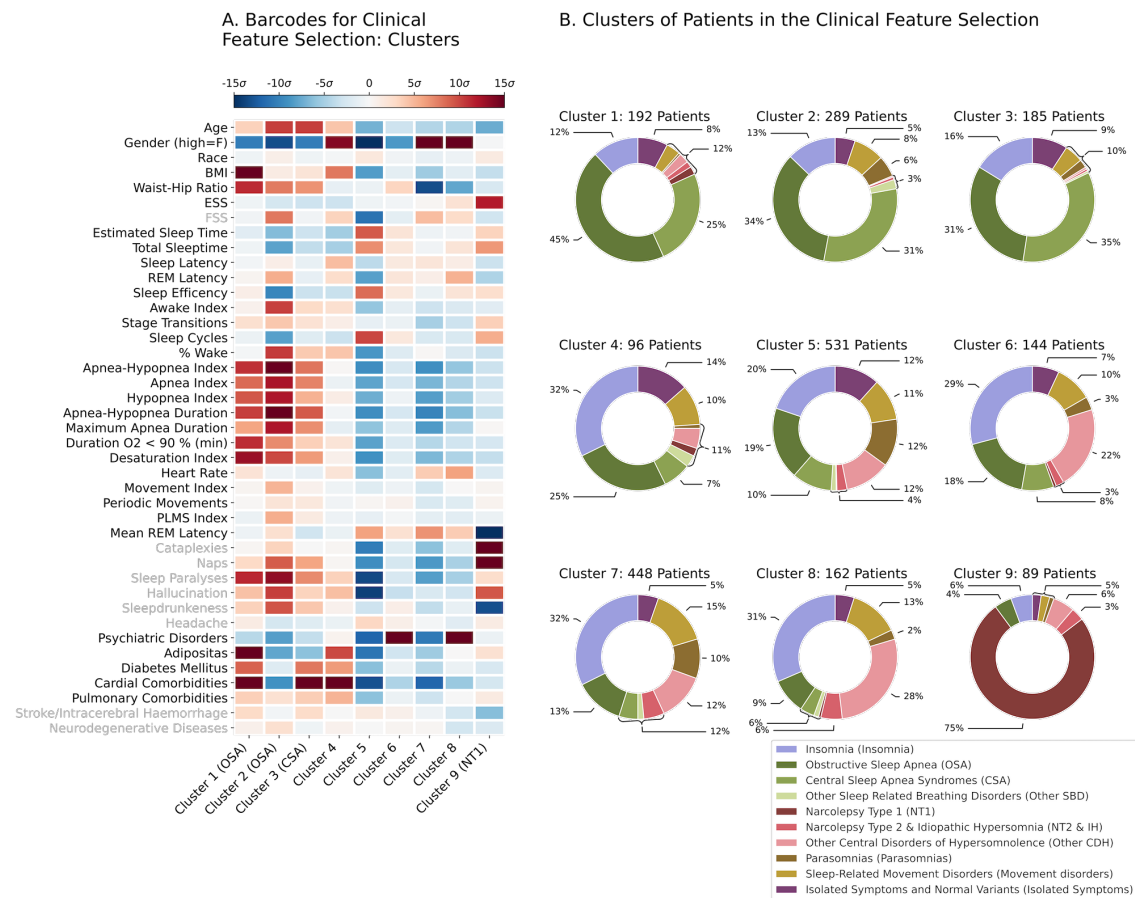 A. Barcodes for Clinical
Feature Selection: Clusters
-15σ -10σ -5σ 0 5σ 10σ 15σ
Age
Gender (high=F)
Race
BMI
Waist-Hip Ratio
ESS
FSS
Estimated Sleep Time
Total Sleeptime
Sleep Latency
REM Latency
Sleep Efficency
Awake Index
Stage Transitions
Sleep Cycles
% Wake
Apnea-Hypopnea Index
Apnea Index
Hypopnea Index
Apnea-Hypopnea Duration
Maximum Apnea Duration
Duration O2 < 90 % (min)
Desaturation Index
Heart Rate
Movement Index
Periodic Movements
PLMS Index
Mean REM Latency
Cataplexies
Naps
Sleep Paralyses
Hallucination
Sleepdrunkeness
Headache
Psychiatric Disorders
Adipositas
Diabetes Mellitus
Cardial Comorbidities
Pulmonary Comorbidities
Stroke/Intracerebral Haemorrhage
Neurodegenerative Diseases
Cluster 1 (OSA)
Cluster 2 (OSA)
Cluster 3 (CSA)
Cluster 4
Cluster 5
Cluster 6
Cluster 7
Cluster 8
Cluster 9 (NT1)
B. Clusters of Patients in the Clinical Feature Selection
Cluster 1: 192 Patients
12%
8%
12%
25%
45%
Cluster 2: 289 Patients
13%
5%
8%
6%
3%
31%
34%
Cluster 3: 185 Patients
16%
9%
10%
35%
31%
Cluster 4: 96 Patients
32%
14%
10%
11%
7%
25%
Cluster 5: 531 Patients
20%
12%
11%
12%
12%
4%
10%
19%
Cluster 6: 144 Patients
29%
7%
10%
3%
22%
3%
8%
18%
Cluster 7: 448 Patients
32%
5%
15%
10%
12%
12%
13%
Cluster 8: 162 Patients
31%
5%
13%
2%
28%
6%
6%
9%
Cluster 9: 89 Patients
6%
4%
5%
6%
3%
75%
Insomnia (Insomnia)
Obstructive Sleep Apnea (OSA)
Central Sleep Apnea Syndromes (CSA)
Other Sleep Related Breathing Disorders (Other SBD)
Narcolepsy Type 1 (NT1)
Narcolepsy Type 2 & Idiopathic Hypersomnia (NT2 & IH)
Other Central Disorders of Hypersomnolence (Other CDH)
Parasomnias (Parasomnias)
Sleep-Related Movement Disorders (Movement disorders)
Isolated Symptoms and Normal Variants (Isolated Symptoms)